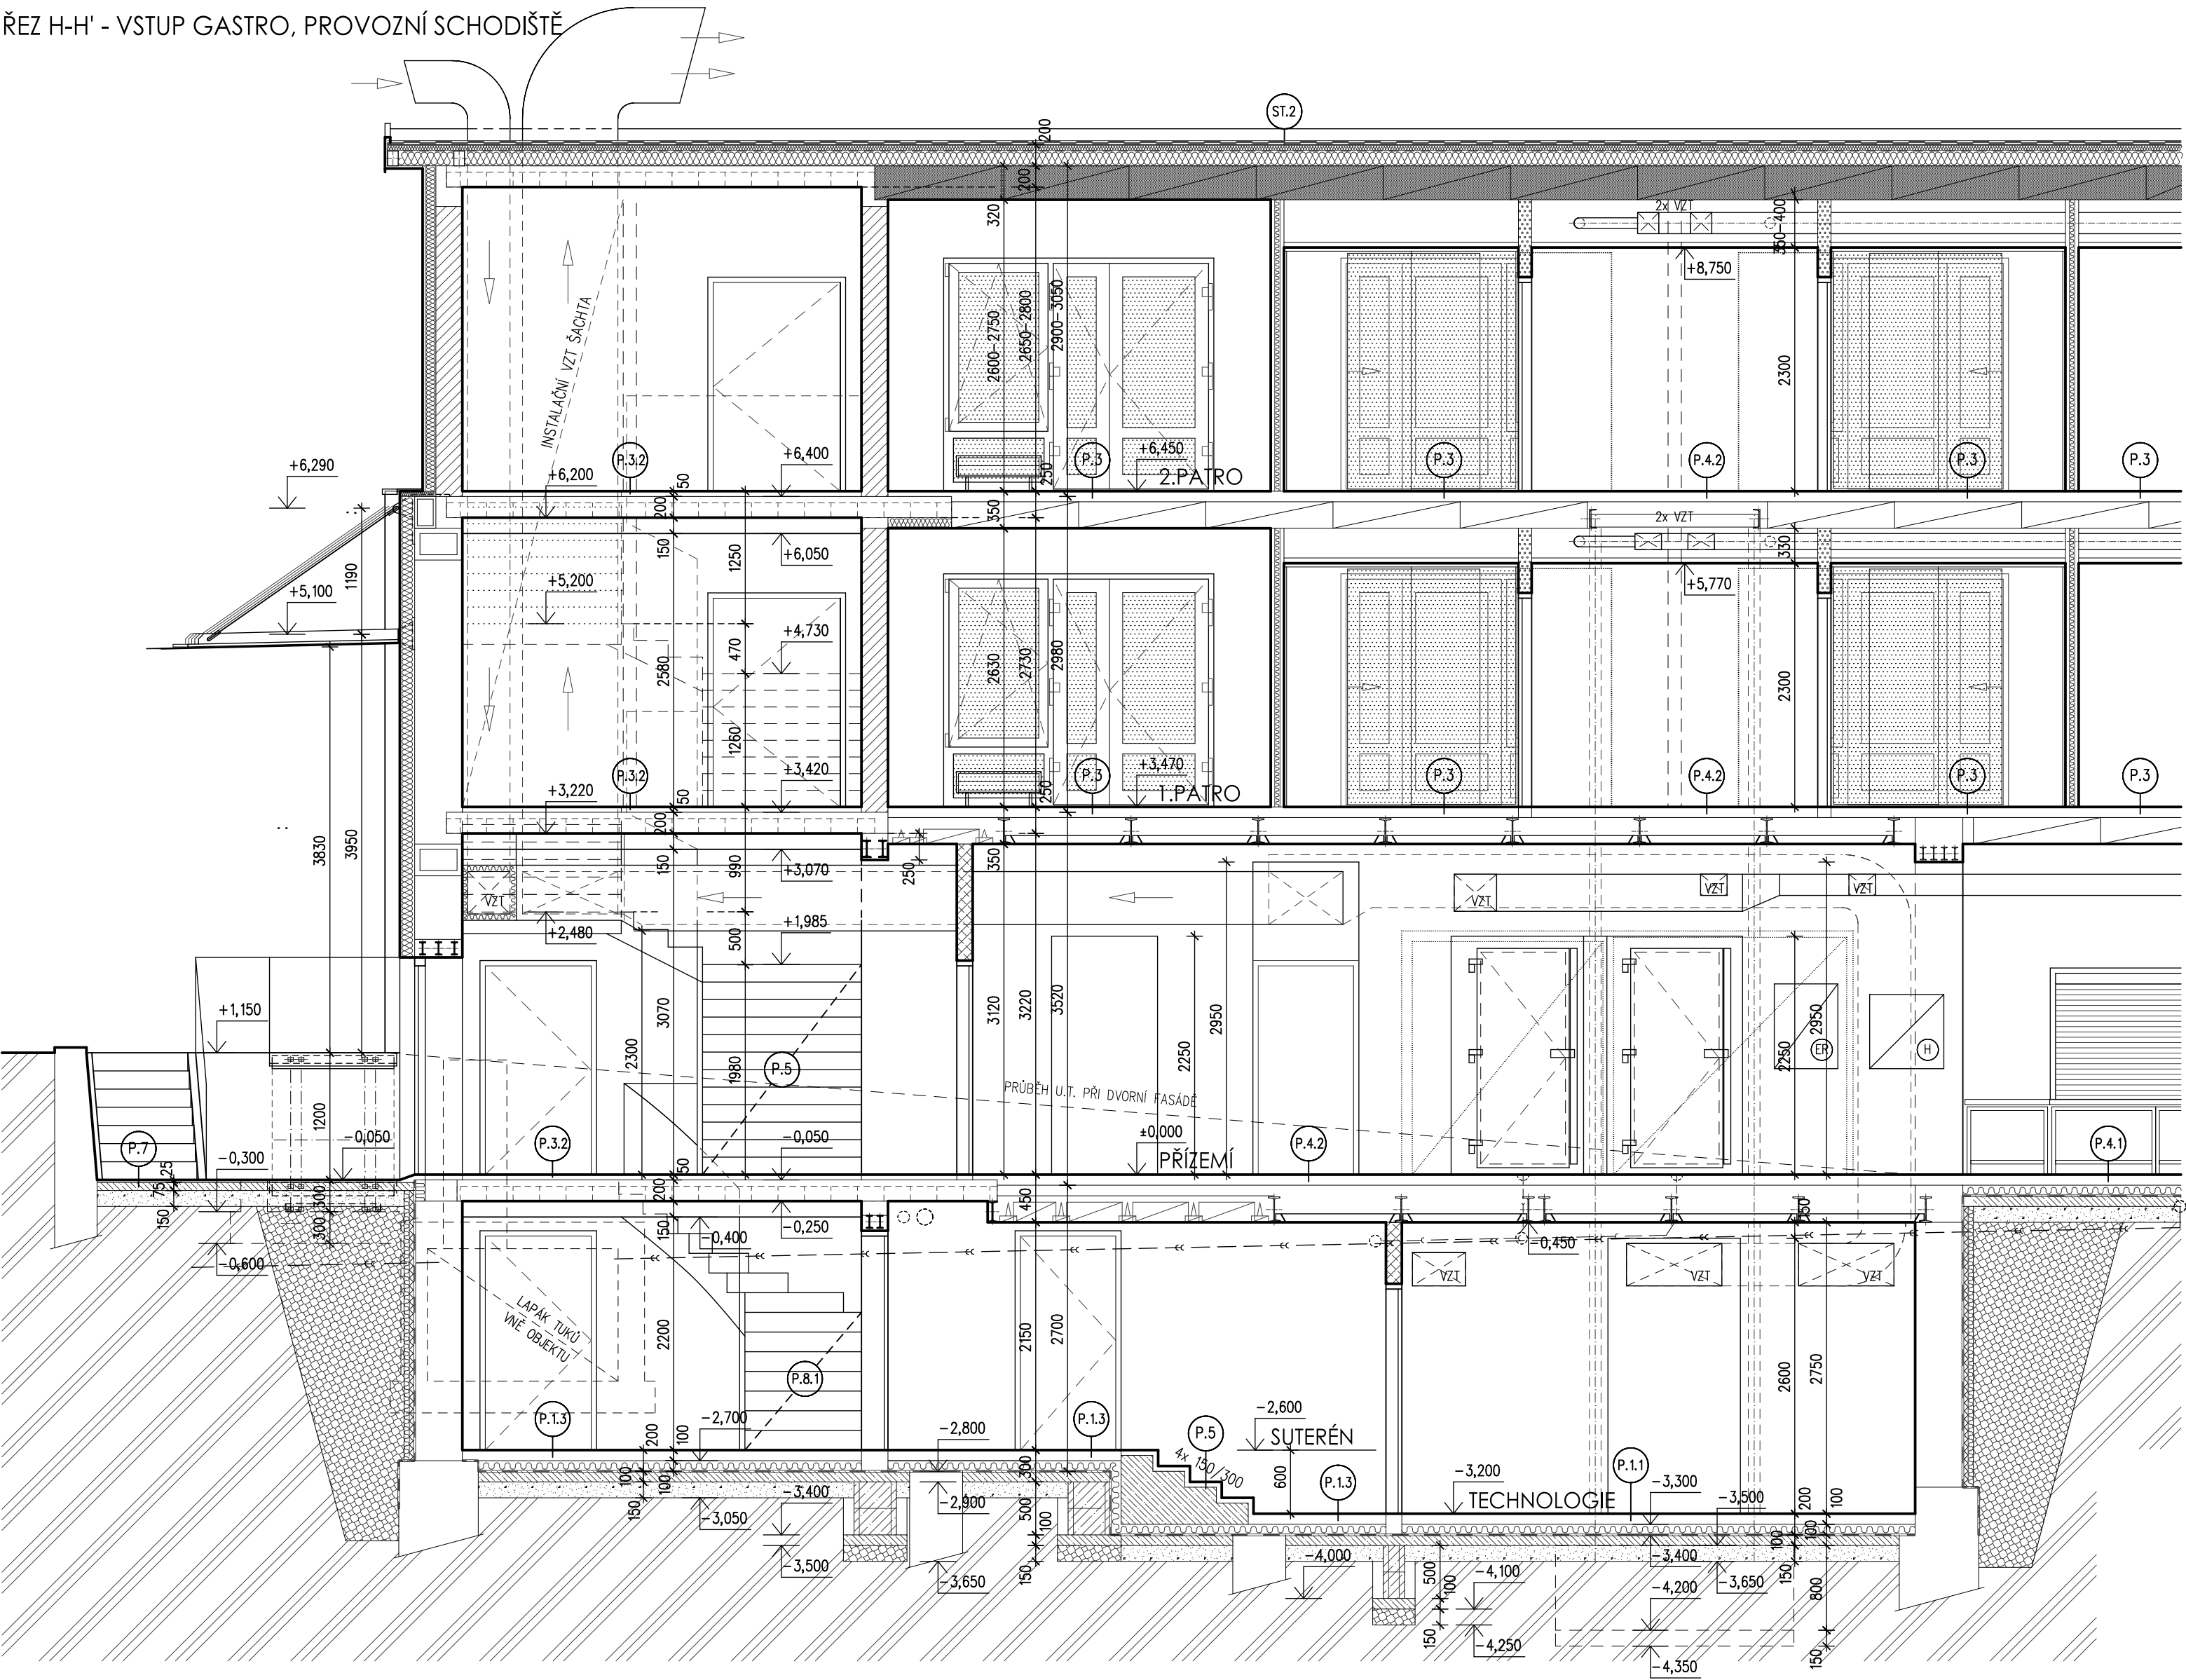 ŘEZ H-H' - VSTUP GASTRO, PROVOZNÍ SCHODIŠTĚ
ST.2
200
200
320
2x VZT
350-400
+8,750
INSTALAČNÍ VZT ŠACHTA
2600-2750
2650-2800
2900-3050
2300
+6,290
+6,200
P.3.2
50
+6,400
P.3
+6,450
250
2.PATRO
P.3
P.4.2
P.3
P.3
200
350
2x VZT
150
1250
+6,050
330
1190
+5,100
+5,200
+5,770
2580
470
+4,730
2630
2730
2980
2300
1260
P.3.2
+3,420
P.3
+3,470
P.3
P.4.2
P.3
P.3
+3,220
50
250
1.PATRO
3830
3950
200
150
990
+3,070
250
350
VZT
VZT
VZT
VZT
+2,480
500
+1,985
+1,150
2300
3070
1980
P.5
3120
3220
3520
2250
2950
2250
2950
ER
H
PRŮBĚH U.T. PŘI DVORNÍ FASÁDĚ
1200
P.7
-0,050
P.3.2
-0,050
±0,000
PŘÍZEMÍ
P.4.2
P.4.1
-0,300
25
75
50
150
300
300
200
150
-0,400
-0,250
450
150
-0,450
-0,600
VZT
VZT
VZT
LAPÁK TUKŮ
VNĚ OBJEKTU
2200
P.8.1
2150
2700
2600
2750
P.1.3
-2,700
200
100
-2,800
P.1.3
P.5
-2,600
SUTERÉN
4x 150/300
600
P.1.3
-3,200
TECHNOLOGIE
P.1.1
-3,300
-3,500
200
100
100
100
150
-3,050
-3,400
-2,900
300
500
100
150
-3,500
-3,650
-4,000
500
100
150
-4,100
-4,250
-3,400
-3,650
-4,200
100
100
150
800
150
-4,350